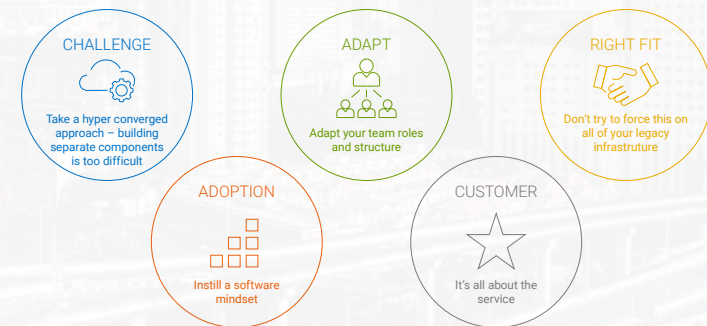 CHALLENGE
Take a hyper converged
approach – building
separate components
is too difficult
ADOPTION
Instill a software
mindset
ADAPT
Adapt your team roles
and structure
CUSTOMER
It's all about the
service
RIGHT FIT
Don't try to force this on
all of your legacy
infrastruture